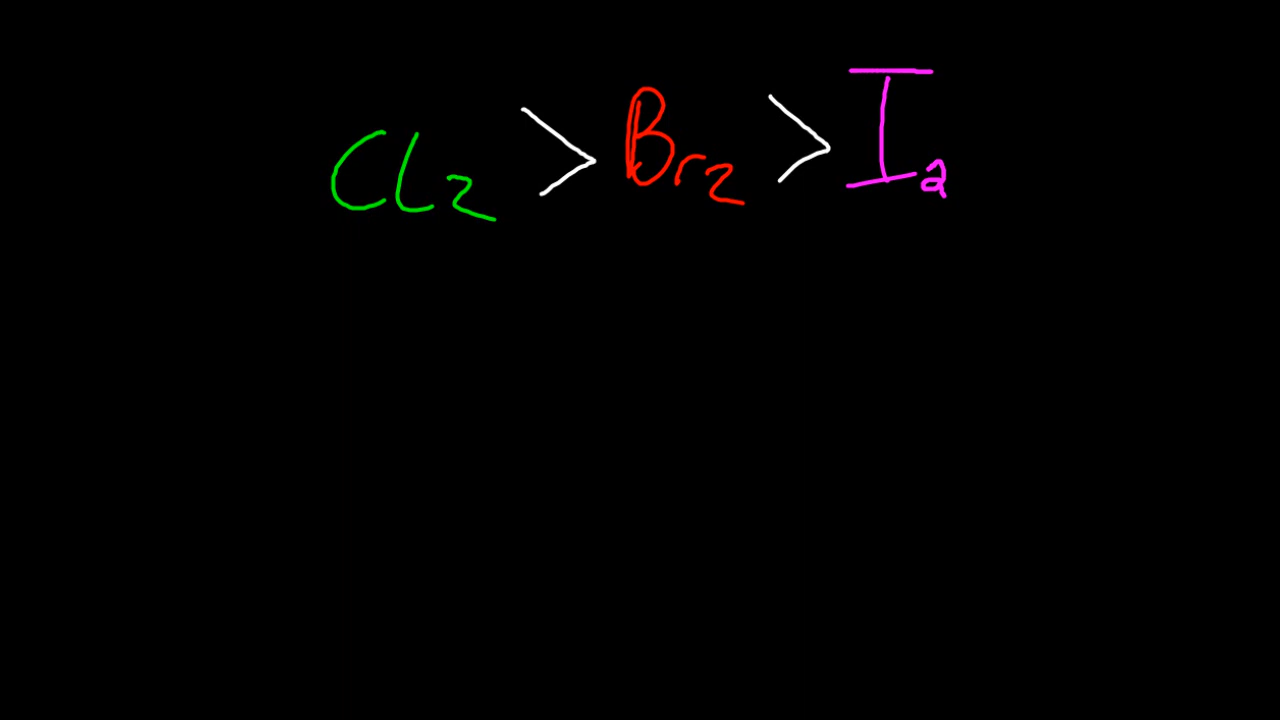 Cl₂ > Br₂ > I₂